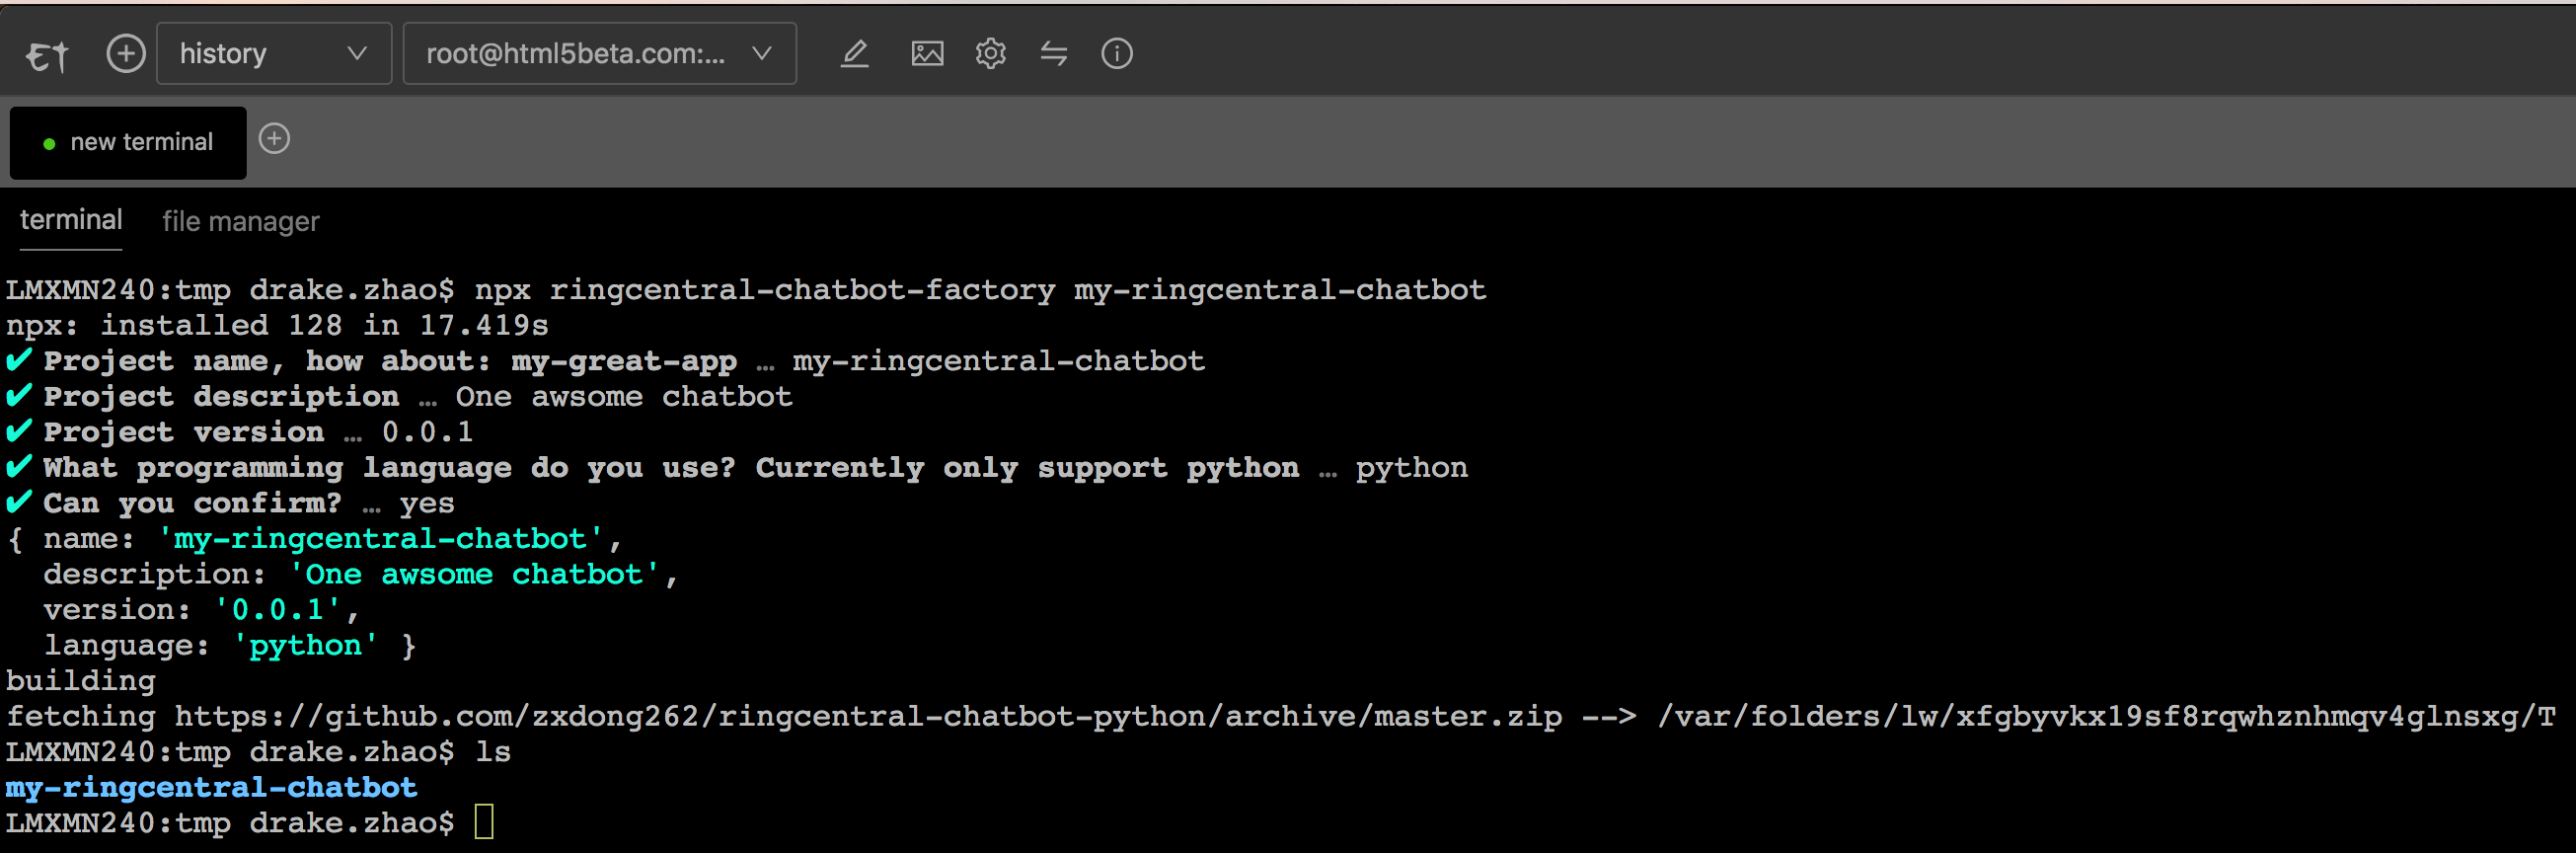 history root@html5beta.com:...
new terminal
terminal file manager
LMXMN240:tmp drake.zhao$ npx ringcentral-chatbot-factory my-ringcentral-chatbot
npx: installed 128 in 17.419s
✔ Project name, how about: my-great-app … my-ringcentral-chatbot
✔ Project description … One awsome chatbot
✔ Project version … 0.0.1
✔ What programming language do you use? Currently only support python … python
✔ Can you confirm? … yes
{ name: 'my-ringcentral-chatbot',
  description: 'One awsome chatbot',
  version: '0.0.1',
  language: 'python' }
building
fetching https://github.com/zxdong262/ringcentral-chatbot-python/archive/master.zip --> /var/folders/lw/xfgbyvkx19sf8rqwhznhmqv4glnsxg/T
LMXMN240:tmp drake.zhao$ ls
my-ringcentral-chatbot
LMXMN240:tmp drake.zhao$